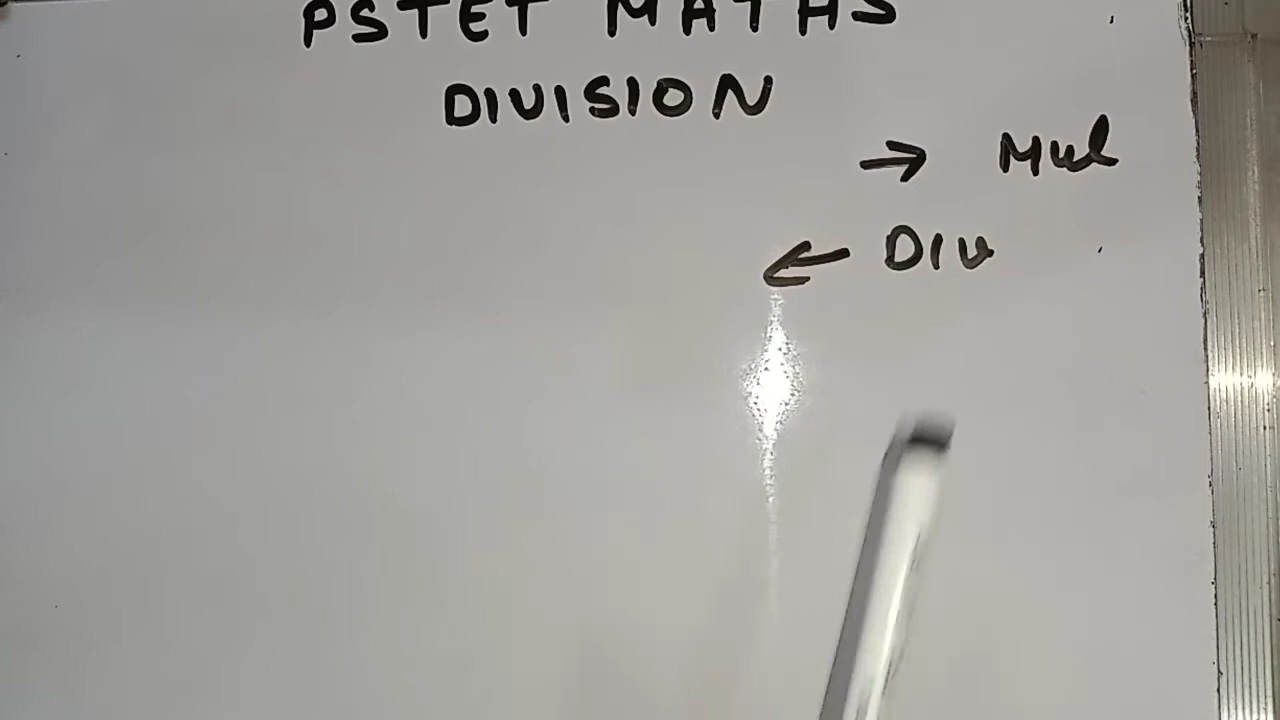 PSTET MATHS
DIVISION
→ Mul
← Div